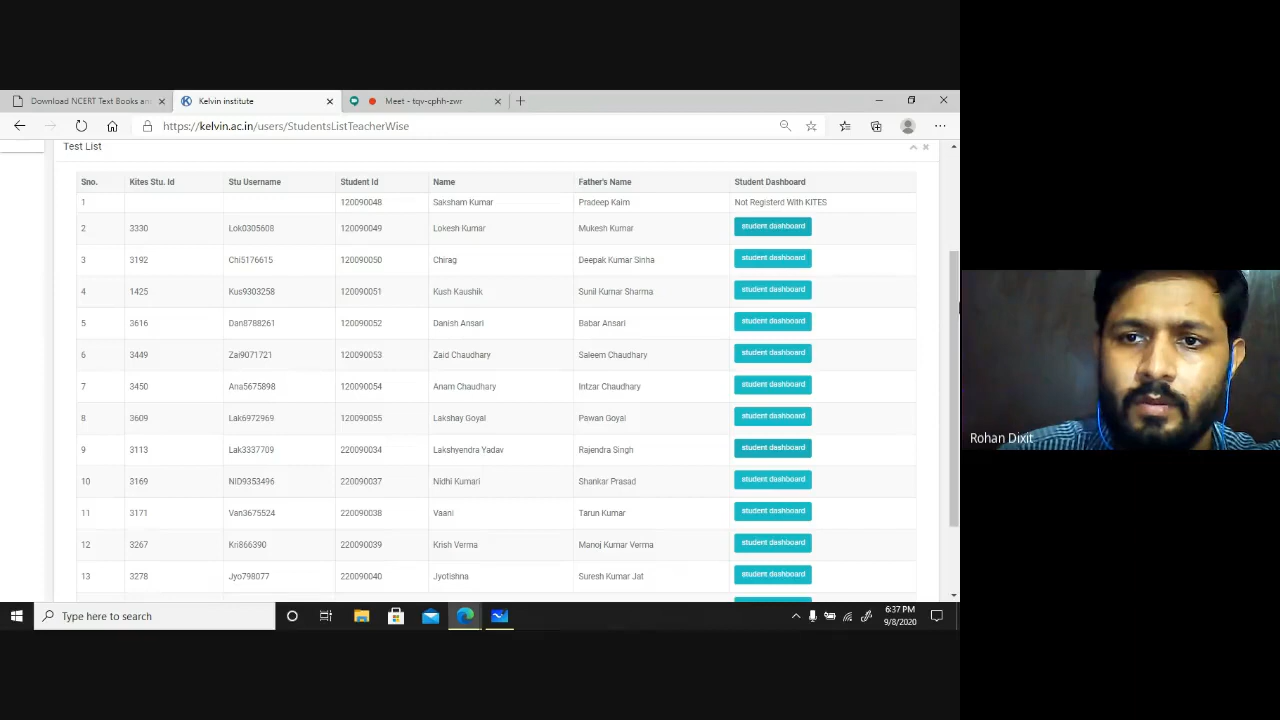 Download NCERT Text Books an
Kelvin institute
Meet - tqv-cphh-zwr
https://kelvin.ac.in/users/StudentsListTeacherWise
Test List
Sno. Kites Stu. Id Stu Username Student Id Name Father's Name Student Dashboard
1 120090048 Saksham Kumar Pradeep Kaim Not Registerd With KITES
2 3330 Lok0305608 120090049 Lokesh Kumar Mukesh Kumar student dashboard
3 3192 Chi5176615 120090050 Chirag Deepak Kumar Sinha student dashboard
4 1425 Kus9303258 120090051 Kush Kaushik Sunil Kumar Sharma student dashboard
5 3616 Dan8788261 120090052 Danish Ansari Babar Ansari student dashboard
6 3449 Zai9071721 120090053 Zaid Chaudhary Saleem Chaudhary student dashboard
7 3450 Ana5675898 120090054 Anam Chaudhary Intzar Chaudhary student dashboard
8 3609 Lak6972969 120090055 Lakshay Goyal Pawan Goyal student dashboard
9 3113 Lak3337709 220090034 Lakshyendra Yadav Rajendra Singh student dashboard
10 3169 NID9353496 220090037 Nidhi Kumari Shankar Prasad student dashboard
11 3171 Van3675524 220090038 Vaani Tarun Kumar student dashboard
12 3267 Kri866390 220090039 Krish Verma Manoj Kumar Verma student dashboard
13 3278 Jyo798077 220090040 Jyotishna Suresh Kumar Jat student dashboard
Rohan Dixit
Type here to search
6:37 PM
9/8/2020